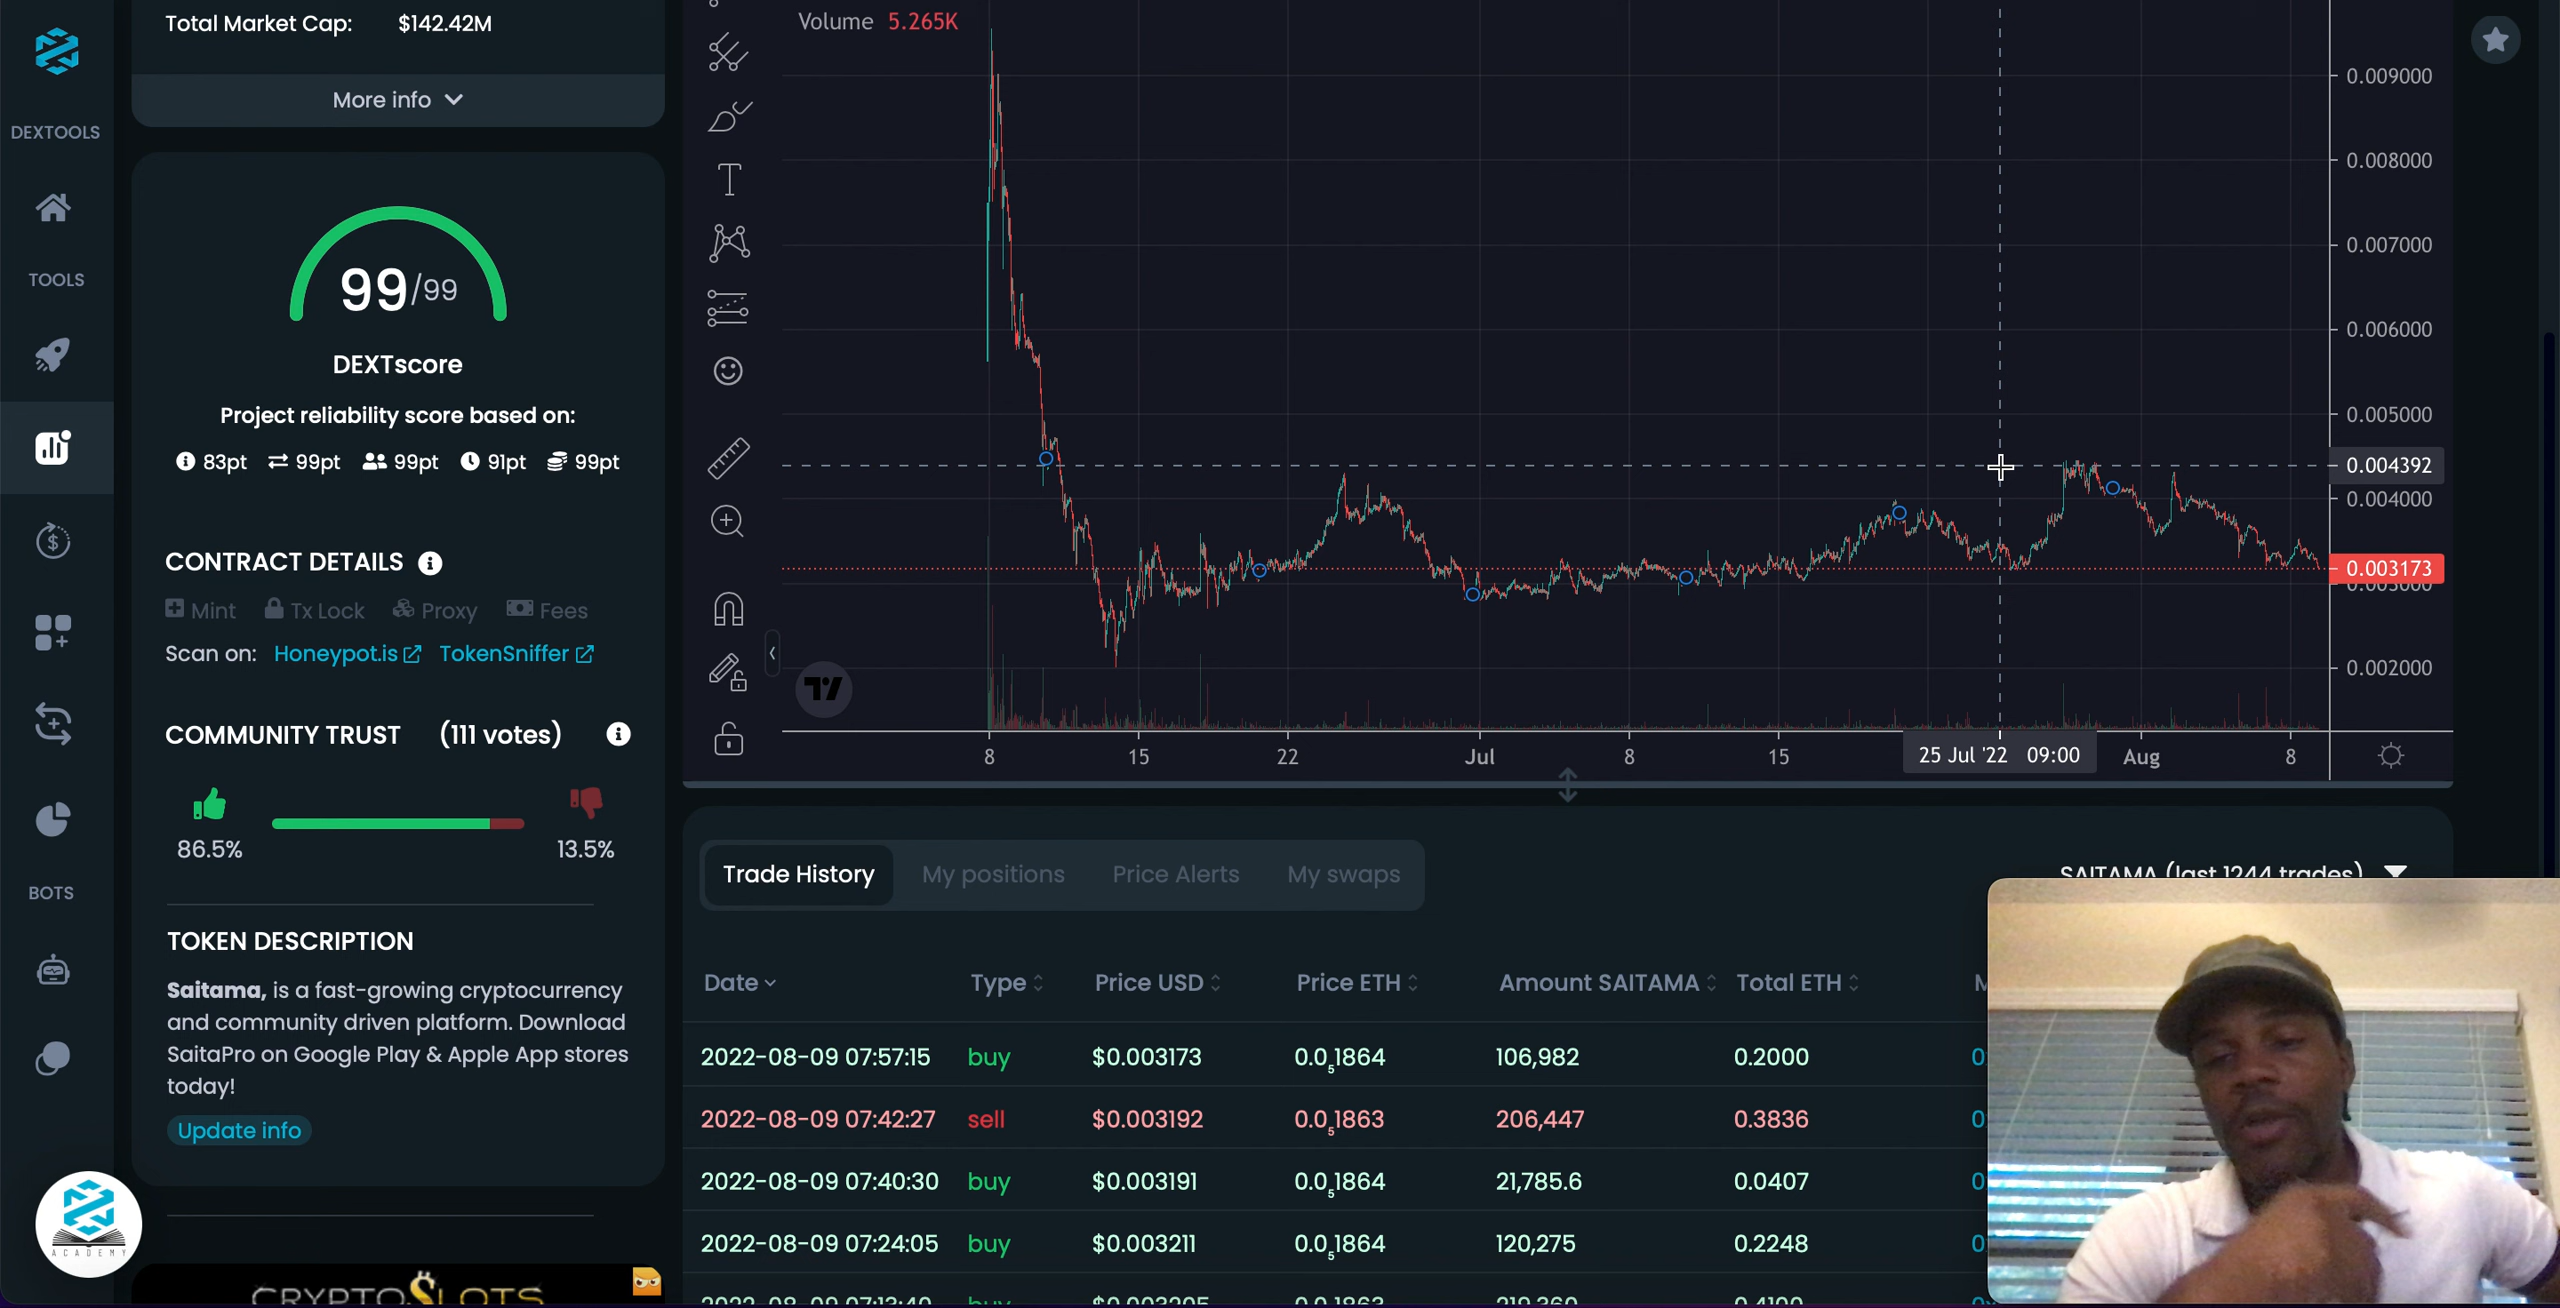 Total Market Cap: $142.42M
More info
DEXTOOLS
TOOLS
BOTS
99/99
DEXTscore
Project reliability score based on:
83pt 99pt 99pt 91pt 99pt
CONTRACT DETAILS
Mint Tx Lock Proxy Fees
Scan on: Honeypot.is TokenSniffer
COMMUNITY TRUST (111 votes)
86.5% 13.5%
TOKEN DESCRIPTION
Saitama, is a fast-growing cryptocurrency
and community driven platform. Download
SaitaPro on Google Play & Apple App stores
today!
Update info
ACADEMY
CRYPTO$LOTS
Volume 5.265K
0.009000
0.008000
0.007000
0.006000
0.005000
0.004392
0.004000
0.003173
0.003000
0.002000
8 15 22 Jul 8 15 25 Jul '22 09:00 Aug 8
Trade History My positions Price Alerts My swaps
SAITAMA (last 1244 trades)
Date Type Price USD Price ETH Amount SAITAMA Total ETH M
2022-08-09 07:57:15 buy $0.003173 0.0₅1864 106,982 0.2000 0
2022-08-09 07:42:27 sell $0.003192 0.0₅1863 206,447 0.3836 0
2022-08-09 07:40:30 buy $0.003191 0.0₅1864 21,785.6 0.0407 0
2022-08-09 07:24:05 buy $0.003211 0.0₅1864 120,275 0.2248 0